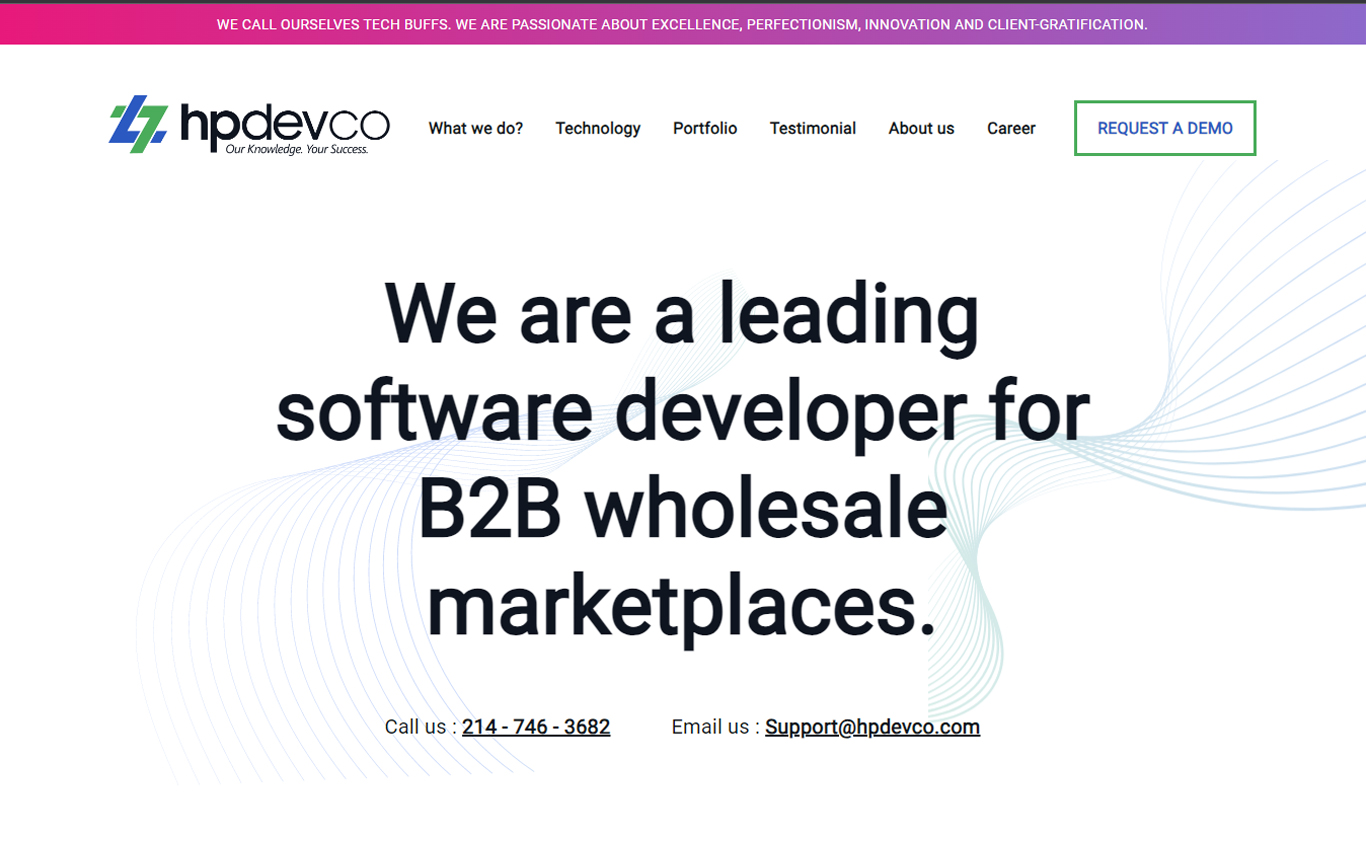 WE CALL OURSELVES TECH BUFFS. WE ARE PASSIONATE ABOUT EXCELLENCE, PERFECTIONISM, INNOVATION AND CLIENT-GRATIFICATION.
hpdevco
Our Knowledge. Your Success.
What we do? Technology Portfolio Testimonial About us Career REQUEST A DEMO
We are a leading
software developer for
B2B wholesale
marketplaces.
Call us : 214 - 746 - 3682 Email us : Support@hpdevco.com